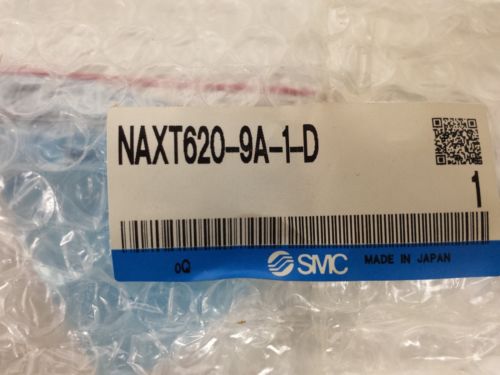 NAXT620-9A-1-D
1
oQ
SMC MADE IN JAPAN